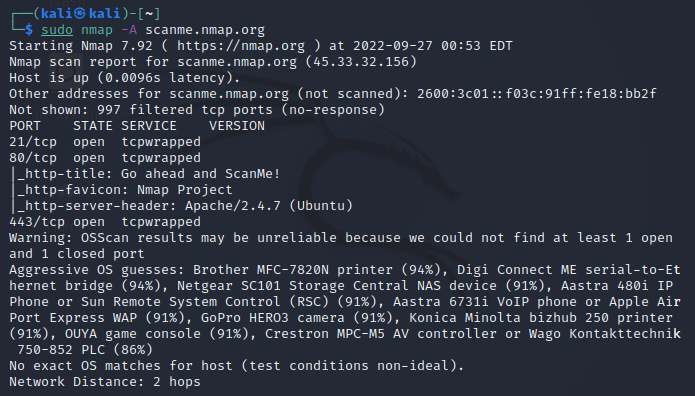 ┌──(kali㉿kali)-[~]
└─$ sudo nmap -A scanme.nmap.org
Starting Nmap 7.92 ( https://nmap.org ) at 2022-09-27 00:53 EDT
Nmap scan report for scanme.nmap.org (45.33.32.156)
Host is up (0.0096s latency).
Other addresses for scanme.nmap.org (not scanned): 2600:3c01::f03c:91ff:fe18:bb2f
Not shown: 997 filtered tcp ports (no-response)
PORT    STATE SERVICE    VERSION
21/tcp  open  tcpwrapped
80/tcp  open  tcpwrapped
|_http-title: Go ahead and ScanMe!
|_http-favicon: Nmap Project
|_http-server-header: Apache/2.4.7 (Ubuntu)
443/tcp open  tcpwrapped
Warning: OSScan results may be unreliable because we could not find at least 1 open
and 1 closed port
Aggressive OS guesses: Brother MFC-7820N printer (94%), Digi Connect ME serial-to-Et
hernet bridge (94%), Netgear SC101 Storage Central NAS device (91%), Aastra 480i IP
Phone or Sun Remote System Control (RSC) (91%), Aastra 6731i VoIP phone or Apple Air
Port Express WAP (91%), GoPro HERO3 camera (91%), Konica Minolta bizhub 250 printer
(91%), OUYA game console (91%), Crestron MPC-M5 AV controller or Wago Kontakttechnik
 750-852 PLC (86%)
No exact OS matches for host (test conditions non-ideal).
Network Distance: 2 hops